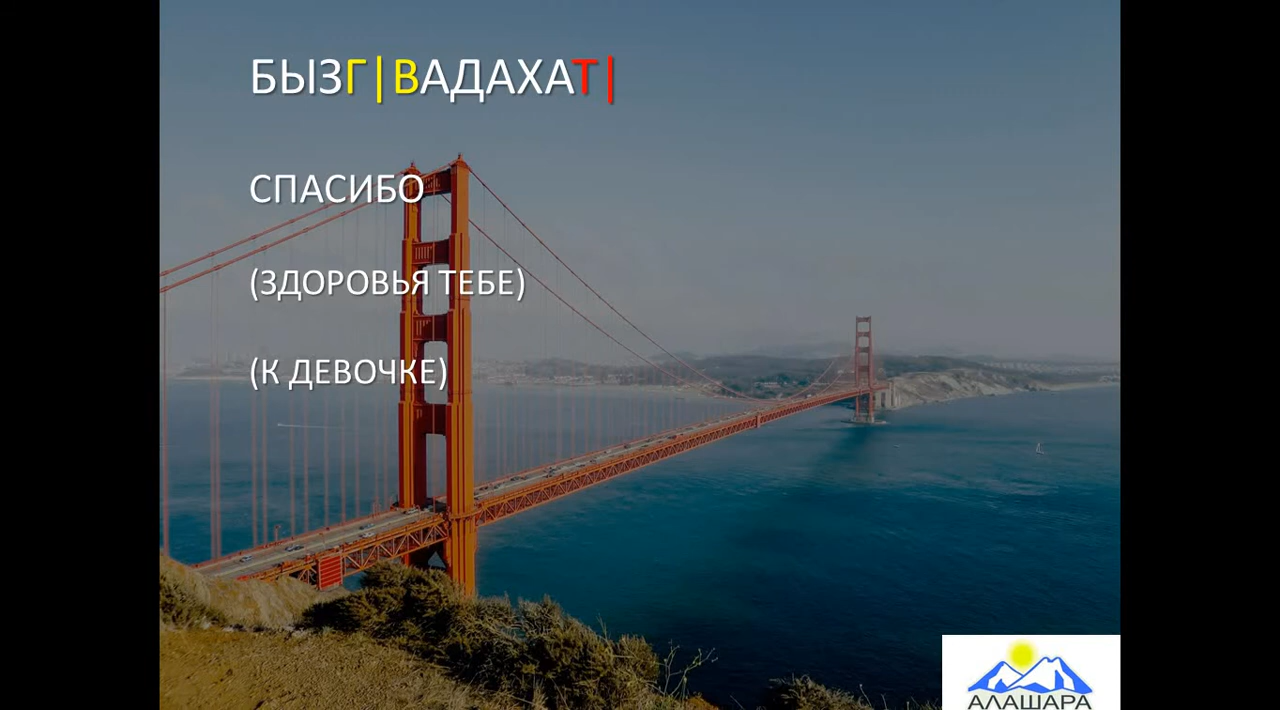 БЫЗГ|ВАДАХАТ|
СПАСИБО
(ЗДОРОВЬЯ ТЕБЕ)
(К ДЕВОЧКЕ)
АЛАШАРА